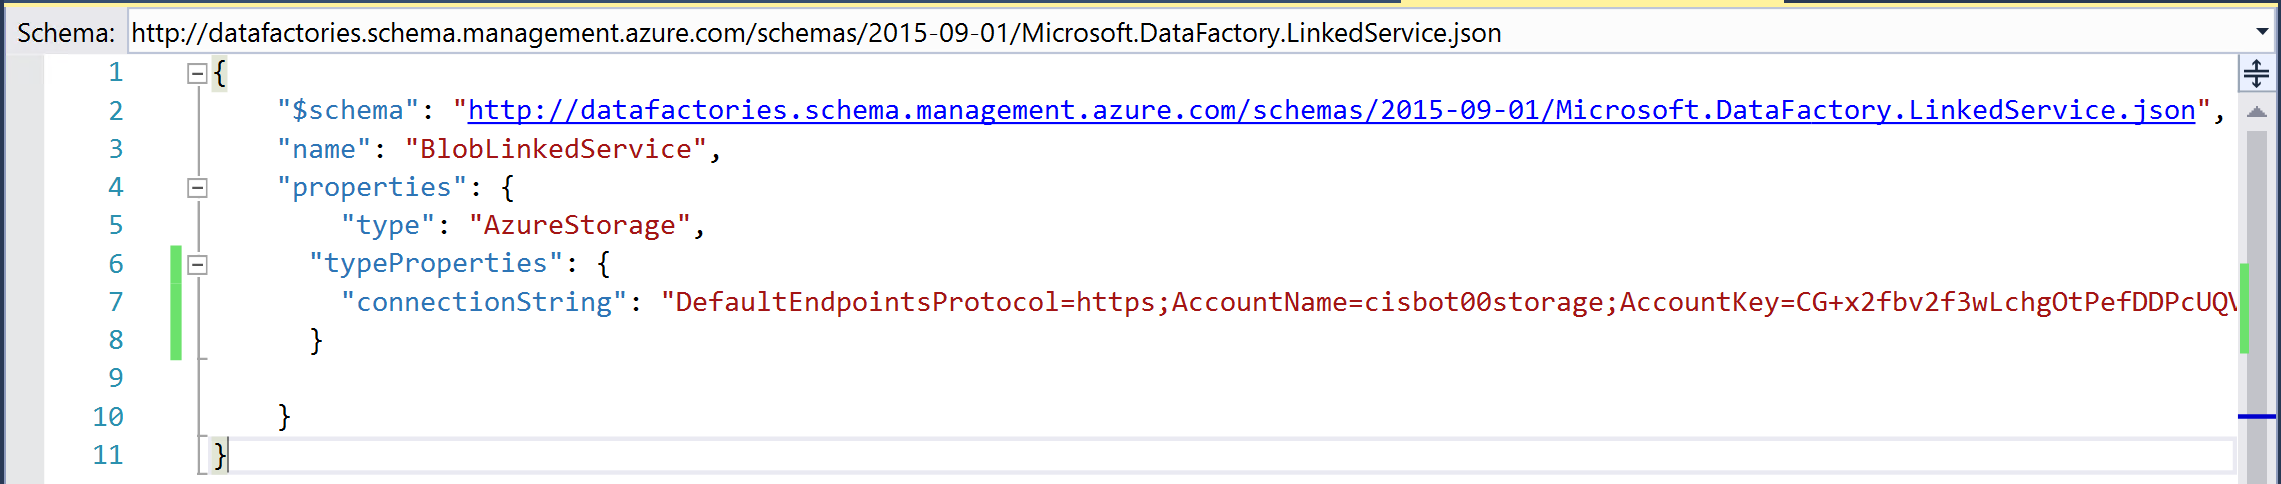 Schema: http://datafactories.schema.management.azure.com/schemas/2015-09-01/Microsoft.DataFactory.LinkedService.json
1 {
2 "$schema": "http://datafactories.schema.management.azure.com/schemas/2015-09-01/Microsoft.DataFactory.LinkedService.json",
3 "name": "BlobLinkedService",
4 "properties": {
5 "type": "AzureStorage",
6 "typeProperties": {
7 "connectionString": "DefaultEndpointsProtocol=https;AccountName=cisbot00storage;AccountKey=CG+x2fbv2f3wLchgOtPefDDPcUQV
8 }
9
10 }
11 }